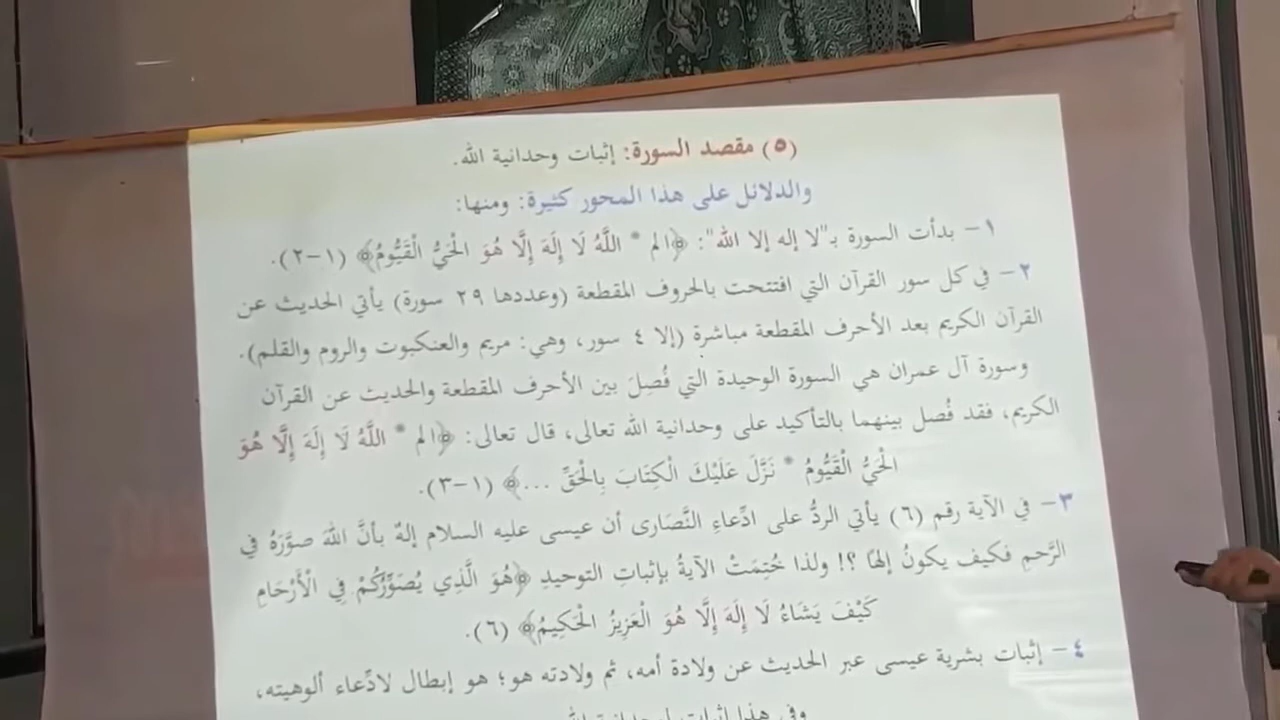 (٥) مقصد السورة: إثبات وحدانية الله.
والدلائل على هذا المحور كثيرة: ومنها:
١- بدأت السورة بـ"لا إله إلا الله": ﴿الم * اللَّهُ لَا إِلَهَ إِلَّا هُوَ الْحَيُّ الْقَيُّومُ﴾ (١-٢).
٢- في كل سور القرآن التي افتتحت بالحروف المقطعة (وعددها ٢٩ سورة) يأتي الحديث عن
القرآن الكريم بعد الأحرف المقطعة مباشرة (إلا ٤ سور، وهي: مريم والعنكبوت والروم والقلم).
وسورة آل عمران هي السورة الوحيدة التي فُصِلَ بين الأحرف المقطعة والحديث عن القرآن
الكريم، فقد فُصل بينهما بالتأكيد على وحدانية الله تعالى، قال تعالى: ﴿الم * اللَّهُ لَا إِلَهَ إِلَّا هُوَ
الْحَيُّ الْقَيُّومُ * نَزَّلَ عَلَيْكَ الْكِتَابَ بِالْحَقِّ ...﴾ (١-٣).
٣- في الآية رقم (٦) يأتي الردُّ على ادِّعاءِ النَّصَارى أن عيسى عليه السلام إلهٌ بأنَّ اللهَ صوَّرَهُ في
الرَّحمِ فكيف يكونُ إلهًا ؟! ولذا خُتِمَتْ الآيةُ بإثباتِ التوحيدِ ﴿هُوَ الَّذِي يُصَوِّرُكُمْ فِي الْأَرْحَامِ
كَيْفَ يَشَاءُ لَا إِلَهَ إِلَّا هُوَ الْعَزِيزُ الْحَكِيمُ﴾ (٦).
٤- إثبات بشرية عيسى عبر الحديث عن ولادة أمه، ثم ولادته هو؛ هو إبطال لادِّعاء ألوهيته،
وفي هذا إثبات لوحدانية الله